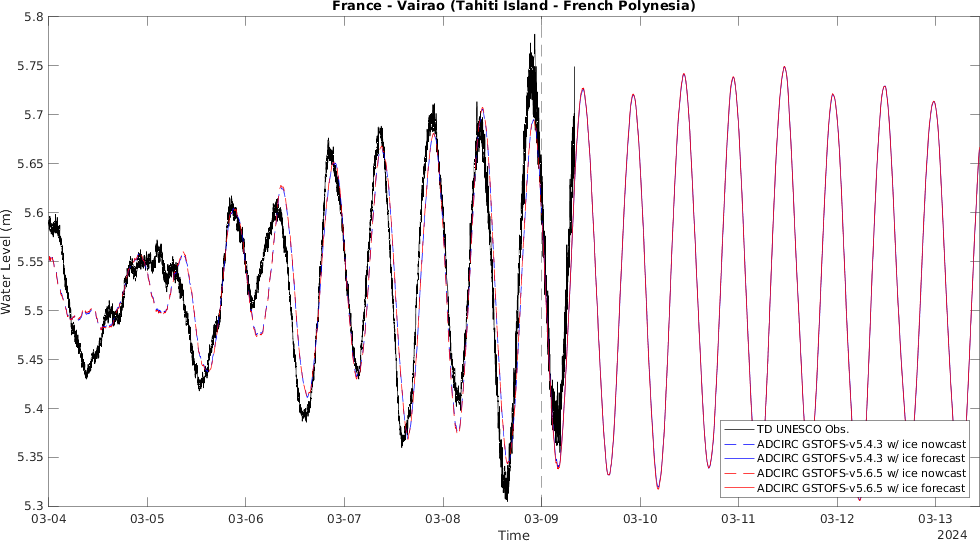 France - Vairao (Tahiti Island - French Polynesia)
5.8
5.75
5.7
5.65
5.6
5.55
5.5
5.45
5.4
5.35
5.3
Water Level (m)
TD UNESCO Obs.
ADCIRC GSTOFS-v5.4.3 w/ ice nowcast
ADCIRC GSTOFS-v5.4.3 w/ ice forecast
ADCIRC GSTOFS-v5.6.5 w/ ice nowcast
ADCIRC GSTOFS-v5.6.5 w/ ice forecast
03-04 03-05 03-06 03-07 03-08 03-09 03-10 03-11 03-12 03-13
Time
2024